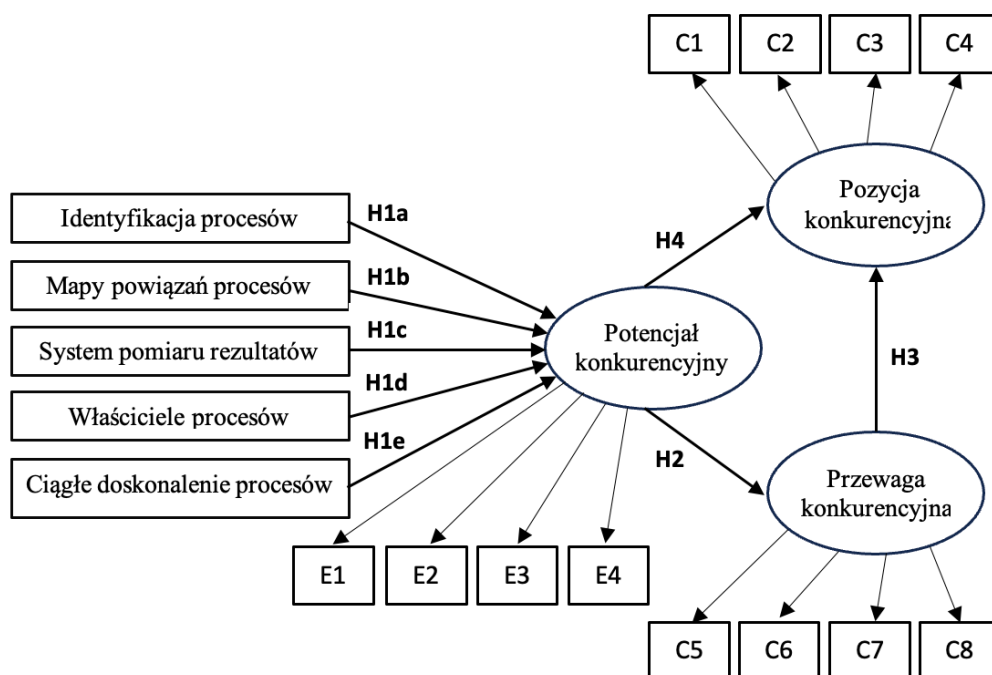 C1
C2
C3
C4
Pozycja
konkurencyjna
Identyfikacja procesów
H1a
H4
Mapy powiązań procesów
H1b
System pomiaru rezultatów
H1c
Potencjał
konkurencyjny
H3
Właściciele procesów
H1d
Ciągłe doskonalenie procesów
H1e
H2
Przewaga
konkurencyjna
E1
E2
E3
E4
C5
C6
C7
C8